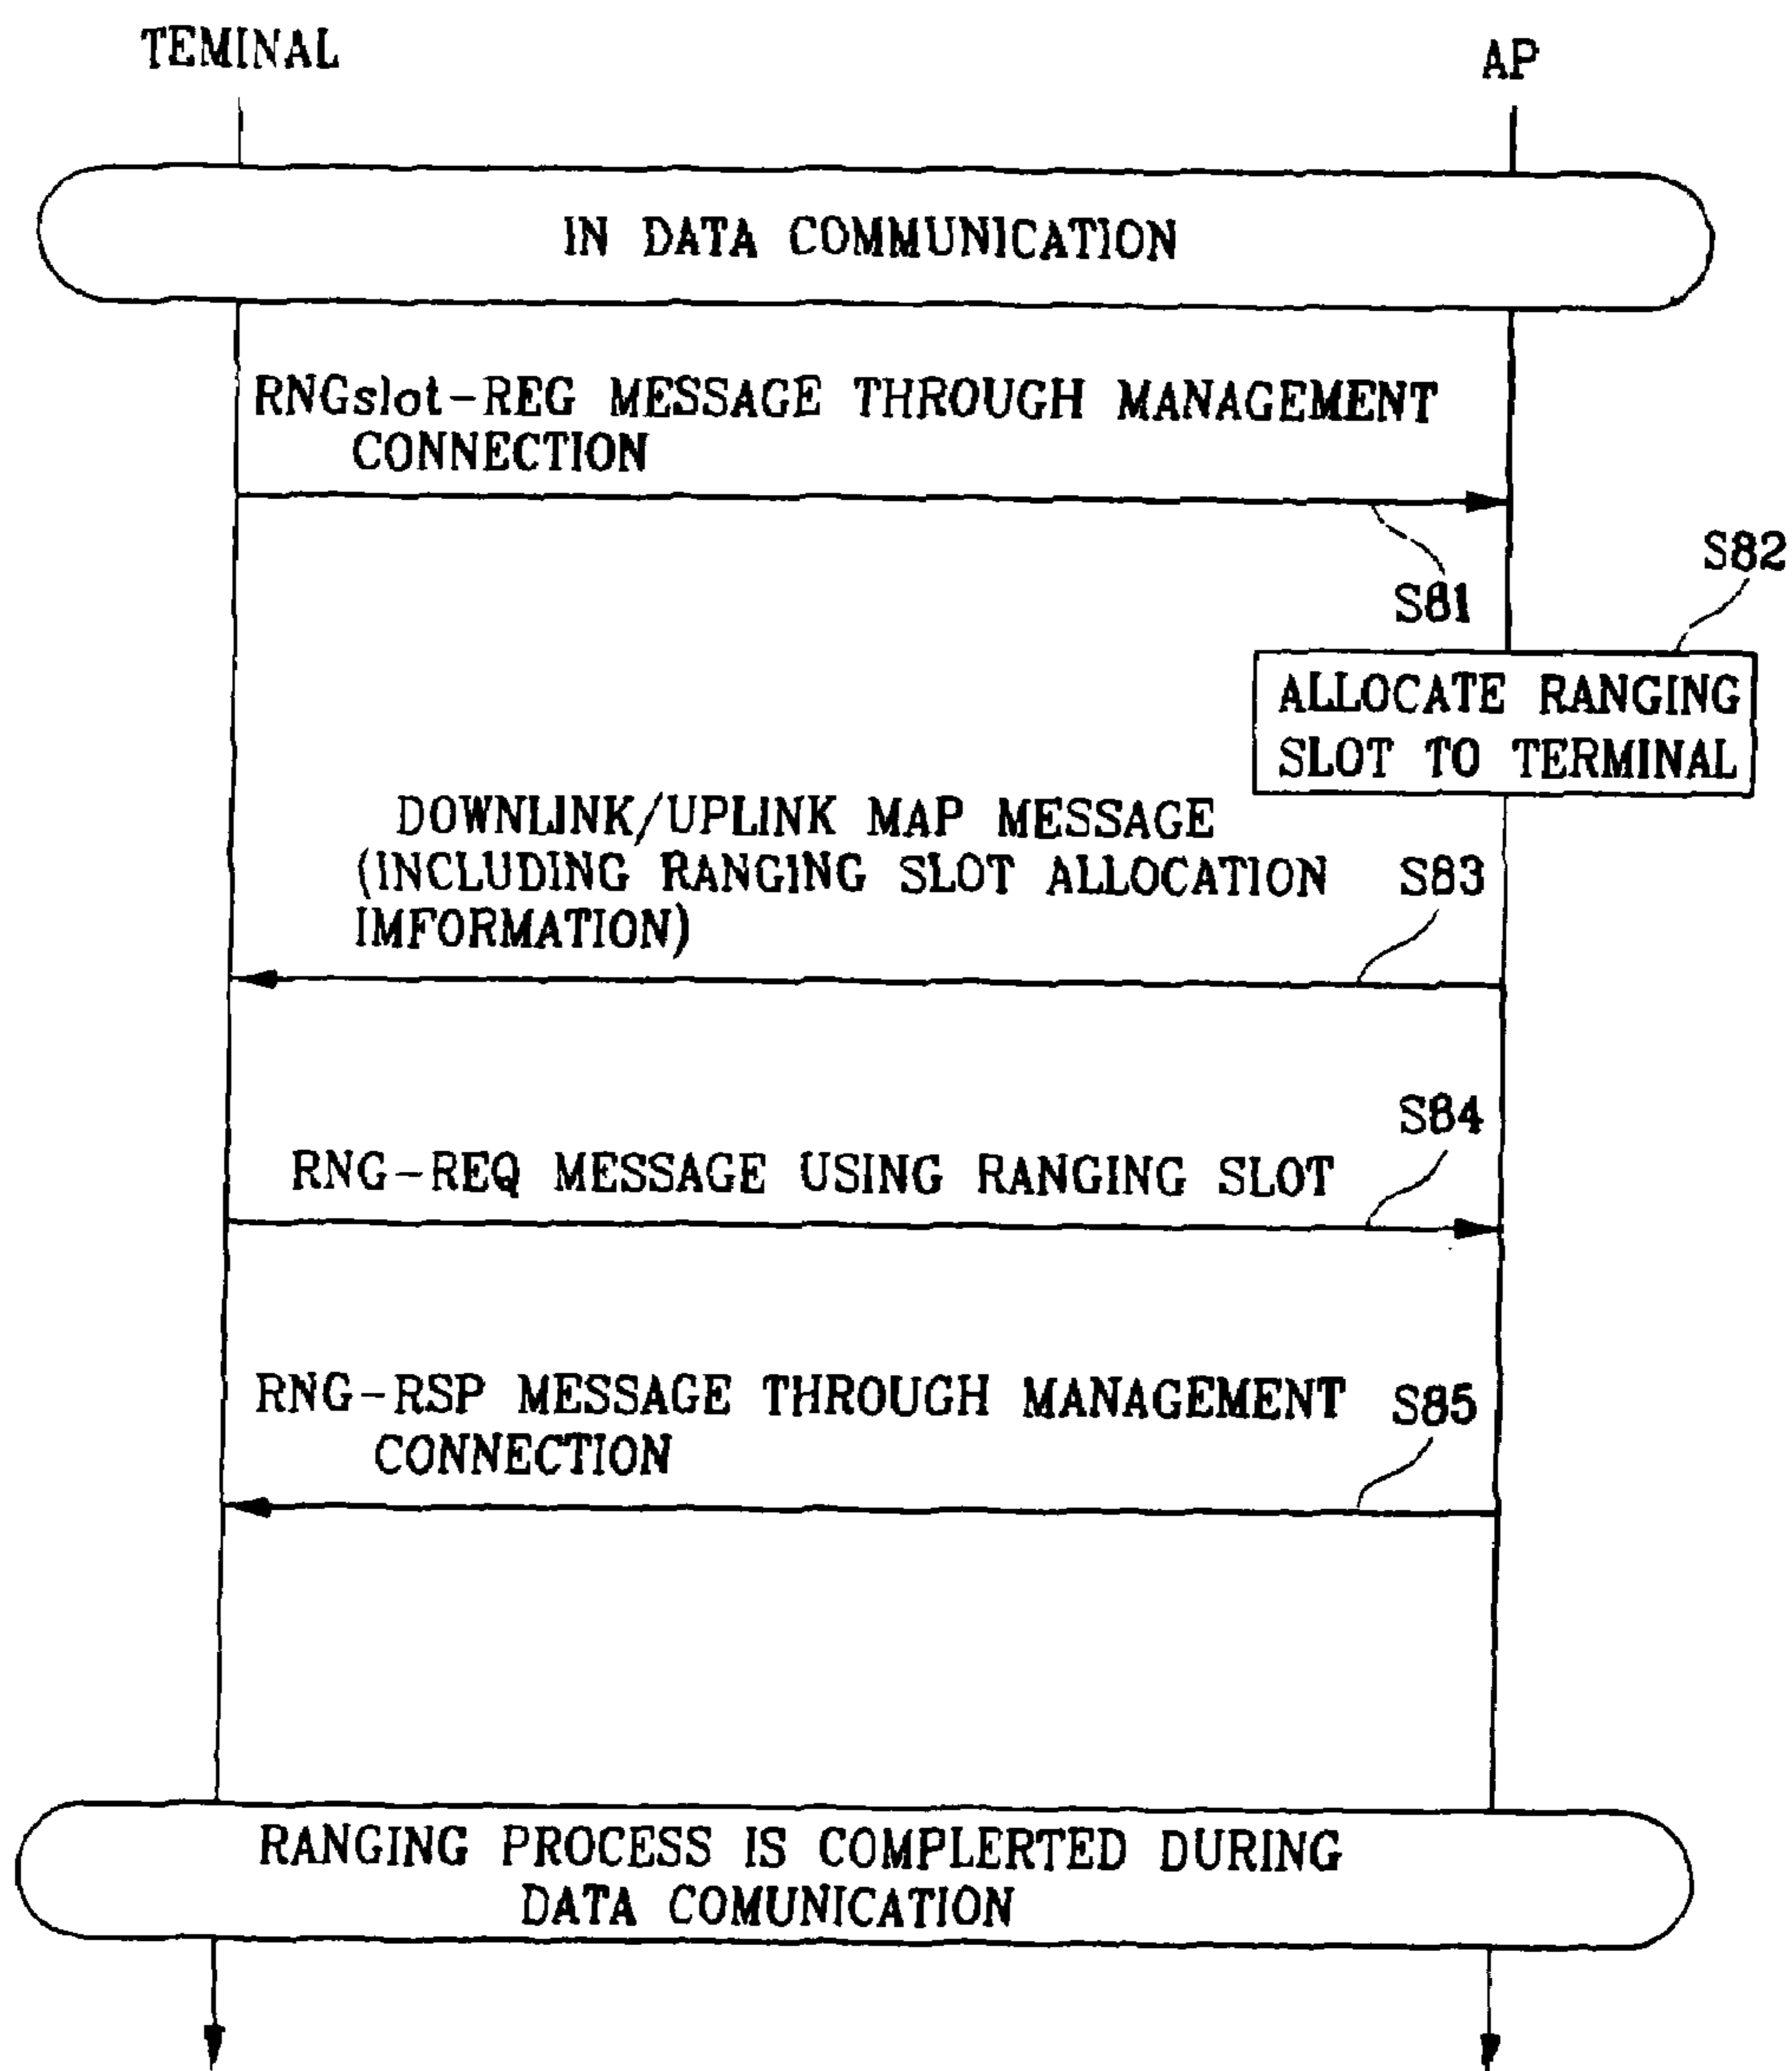 TEMINAL
AP
IN DATA COMMUNICATION
RNGslot-REG MESSAGE THROUGH MANAGEMENT
CONNECTION
S81
S82
ALLOCATE RANGING
SLOT TO TERMINAL
DOWNLINK/UPLINK MAP MESSAGE
(INCLUDING RANGING SLOT ALLOCATION
IMFORMATION)
S83
S84
RNG-REQ MESSAGE USING RANGING SLOT
RNG-RSP MESSAGE THROUGH MANAGEMENT
CONNECTION
S85
RANGING PROCESS IS COMPLERTED DURING
DATA COMUNICATION